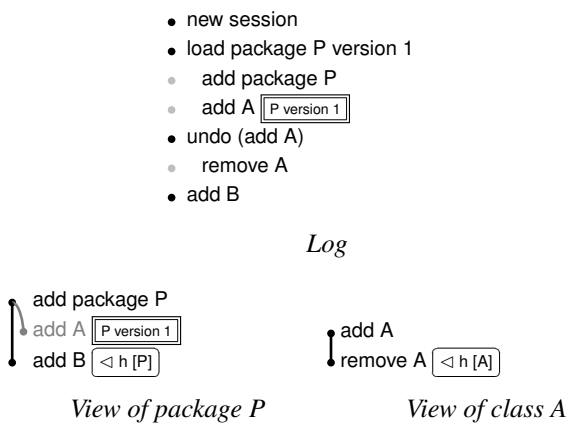 new session
load package P version 1
add package P
add A P version 1
undo (add A)
remove A
add B
Log
add package P
add A P version 1
add B ◁ h [P]
View of package P
add A
remove A ◁ h [A]
View of class A